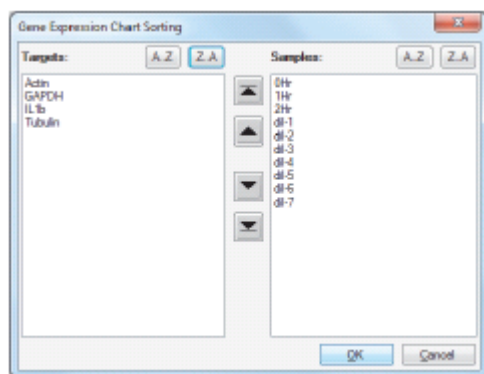 Gene Expression Chart Sorting
Targets: A..Z Z..A Samples: A..Z Z..A
Actin
GAPDH
IL1b
Tubulin
0Hr
1Hr
2Hr
dil-1
dil-2
dil-3
dil-4
dil-5
dil-6
dil-7
OK Cancel